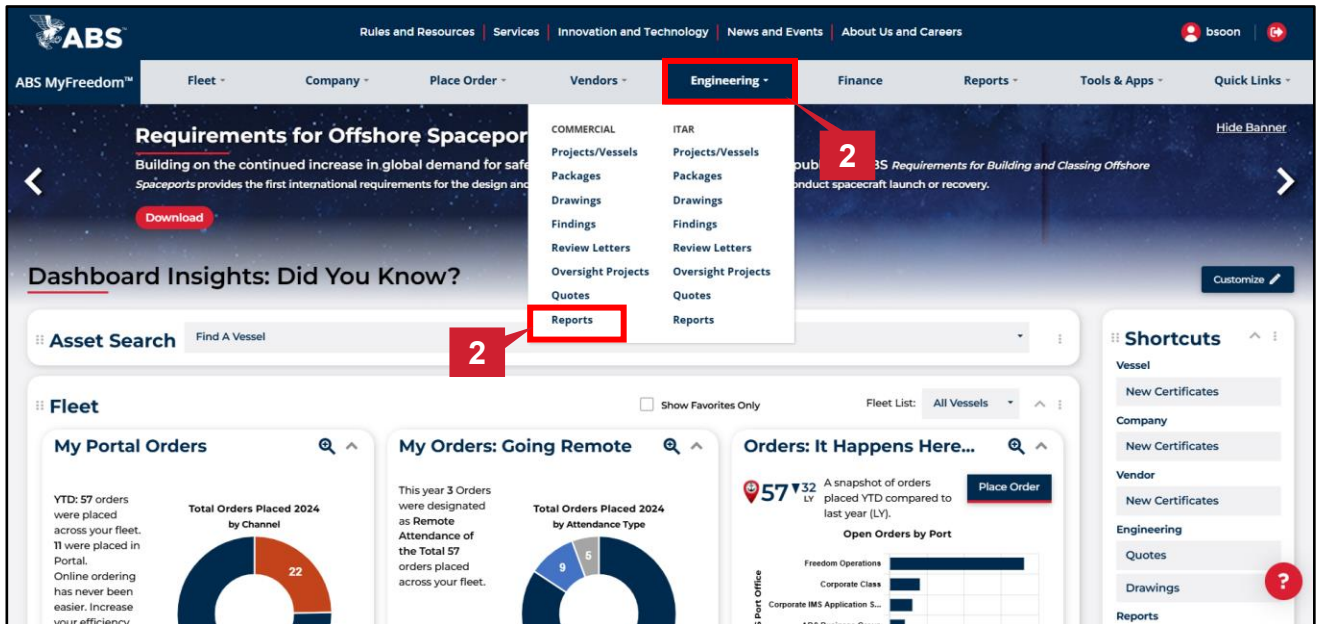 ABS
Rules and Resources | Services | Innovation and Technology | News and Events | About Us and Careers
bsoon
ABS MyFreedom™ Fleet Company Place Order Vendors Engineering Finance Reports Tools & Apps Quick Links
Hide Banner
Requirements for Offshore Spacepor
Building on the continued increase in global demand for safe
Spaceports provides the first international requirements for the design and
BS Requirements for Building and Classing Offshore
onduct spacecraft launch or recovery.
Download
COMMERCIAL
Projects/Vessels
Packages
Drawings
Findings
Review Letters
Oversight Projects
Quotes
Reports
ITAR
Projects/Vessels
Packages
Drawings
Findings
Review Letters
Oversight Projects
Quotes
Reports
2
2
Dashboard Insights: Did You Know?
Customize
Asset Search Find A Vessel
Fleet
Show Favorites Only
Fleet List: All Vessels
My Portal Orders
YTD: 57 orders
were placed
across your fleet.
11 were placed in
Portal.
Online ordering
has never been
easier. Increase
your efficiency
Total Orders Placed 2024
by Channel
22
My Orders: Going Remote
This year 3 Orders
were designated
as Remote
Attendance of
the Total 57
orders placed
across your fleet.
Total Orders Placed 2024
by Attendance Type
9
5
Orders: It Happens Here...
57 ▼32
LY
A snapshot of orders
placed YTD compared to
last year (LY).
Place Order
Open Orders by Port
Freedom Operations
Corporate Class
Corporate IMS Application S...
Port Office
Shortcuts
Vessel
New Certificates
Company
New Certificates
Vendor
New Certificates
Engineering
Quotes
Drawings
Reports
?